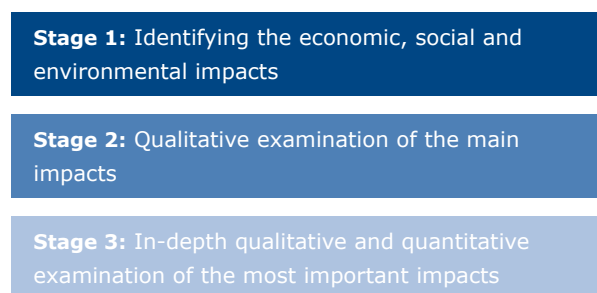 Stage 1: Identifying the economic, social and
environmental impacts
Stage 2: Qualitative examination of the main
impacts
Stage 3: In-depth qualitative and quantitative
examination of the most important impacts